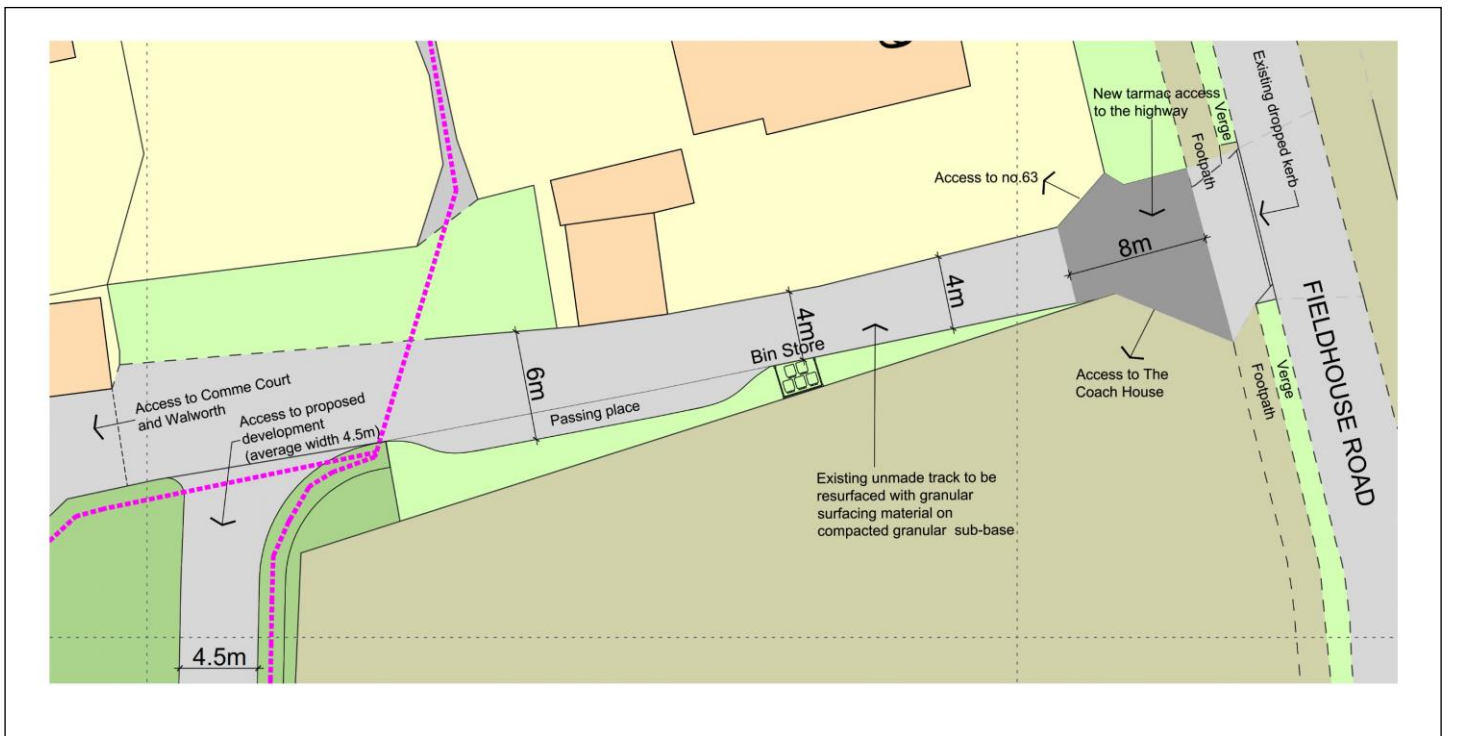 New tarmac access
to the highway
Verge
Existing dropped kerb
Footpath
Access to no.63
8m
4m
4m
Bin Store
FIELDHOUSE ROAD
6m
Access to Comme Court
and Walworth
Access to proposed
development
(average width 4.5m)
Passing place
Access to The
Coach House
Verge
Footpath
Existing unmade track to be
resurfaced with granular
surfacing material on
compacted granular sub-base
4.5m